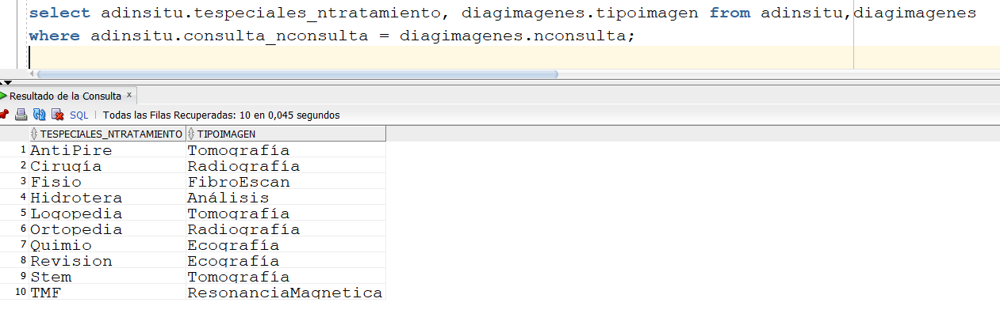 select adinsitu.tespeciales_ntratamiento, diagimagenes.tipoimagen from adinsitu,diagimagenes
where adinsitu.consulta_nconsulta = diagimagenes.nconsulta;
Resultado de la Consulta x
SQL | Todas las Filas Recuperadas: 10 en 0,045 segundos
TESPECIALES_NTRATAMIENTO TIPOIMAGEN
1 AntiPire Tomografía
2 Cirugía Radiografía
3 Fisio FibroEscan
4 Hidrotera Análisis
5 Logopedia Tomografía
6 Ortopedia Radiografía
7 Quimio Ecografía
8 Revision Ecografía
9 Stem Tomografía
10 TMF ResonanciaMagnetica